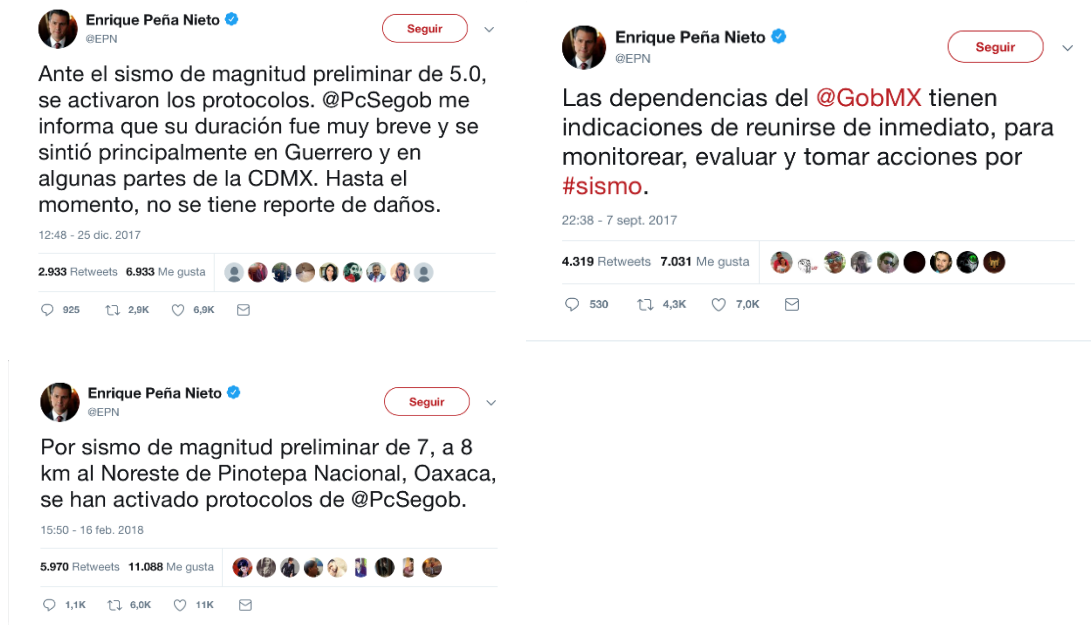 Enrique Peña Nieto
@EPN
Seguir
Ante el sismo de magnitud preliminar de 5.0,
se activaron los protocolos. @PcSegob me
informa que su duración fue muy breve y se
sintió principalmente en Guerrero y en
algunas partes de la CDMX. Hasta el
momento, no se tiene reporte de daños.
12:48 - 25 dic. 2017
2.933 Retweets 6.933 Me gusta
925 2,9K 6,9K
Enrique Peña Nieto
@EPN
Seguir
Las dependencias del @GobMX tienen
indicaciones de reunirse de inmediato, para
monitorear, evaluar y tomar acciones por
#sismo.
22:38 - 7 sept. 2017
4.319 Retweets 7.031 Me gusta
530 4,3K 7,0K
Enrique Peña Nieto
@EPN
Seguir
Por sismo de magnitud preliminar de 7, a 8
km al Noreste de Pinotepa Nacional, Oaxaca,
se han activado protocolos de @PcSegob.
15:50 - 16 feb. 2018
5.970 Retweets 11.088 Me gusta
1,1K 6,0K 11K